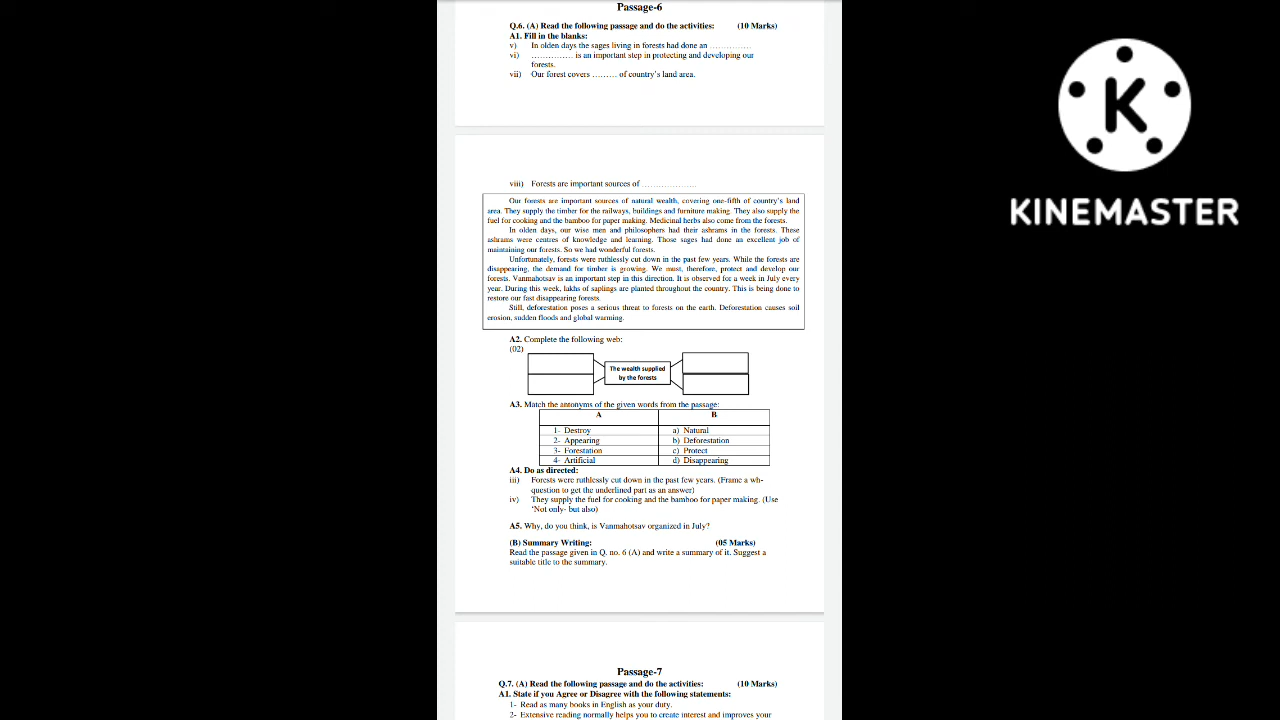 Passage-6
Q.6. (A) Read the following passage and do the activities: (10 Marks)
A1. Fill in the blanks:
v) In olden days the sages living in forests had done an ……………
vi) …………… is an important step in protecting and developing our
forests.
vii) Our forest covers ……… of country's land area.
viii) Forests are important sources of ………………..
Our forests are important sources of natural wealth, covering one-fifth of country's land
area. They supply the timber for the railways, buildings and furniture making. They also supply the
fuel for cooking and the bamboo for paper making. Medicinal herbs also come from the forests.
In olden days, our wise men and philosophers had their ashrams in the forests. These
ashrams were centres of knowledge and learning. Those sages had done an excellent job of
maintaining our forests. So we had wonderful forests.
Unfortunately, forests were ruthlessly cut down in the past few years. While the forests are
disappearing, the demand for timber is growing. We must, therefore, protect and develop our
forests. Vanmahotsav is an important step in this direction. It is observed for a week in July every
year. During this week, lakhs of saplings are planted throughout the country. This is being done to
restore our fast disappearing forests
Still, deforestation poses a serious threat to forests on the earth. Deforestation causes soil
erosion, sudden floods and global warming.
A2. Complete the following web:
(02)
The wealth supplied
by the forests
A3. Match the antonyms of the given words from the passage:
A B
1- Destroy a) Natural
2- Appearing b) Deforestation
3- Forestation c) Protect
4- Artificial d) Disappearing
A4. Do as directed:
iii) Forests were ruthlessly cut down in the past few years. (Frame a wh-
question to get the underlined part as an answer)
iv) They supply the fuel for cooking and the bamboo for paper making. (Use
'Not only- but also)
A5. Why, do you think, is Vanmahotsav organized in July?
(B) Summary Writing: (05 Marks)
Read the passage given in Q. no. 6 (A) and write a summary of it. Suggest a
suitable title to the summary.
Passage-7
Q.7. (A) Read the following passage and do the activities: (10 Marks)
A1. State if you Agree or Disagree with the following statements:
1- Read as many books in English as your duty.
2- Extensive reading normally helps you to create interest and improves your
K
KINEMASTER